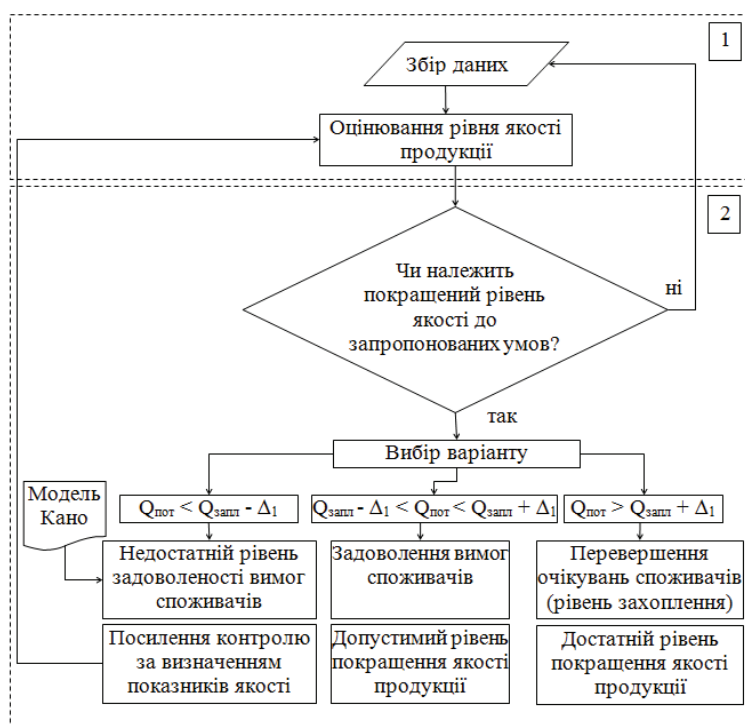 1
Збір даних
Оцінювання рівня якості
продукції
2
Чи належить
покращений рівень
якості до
запропонованих умов?
ні
так
Вибір варіанту
Модель
Кано
Qпот < Qзапл - Δ1
Qзапл - Δ1 < Qпот < Qзапл + Δ1
Qпот > Qзапл + Δ1
Недостатній рівень
задоволеності вимог
споживачів
Задоволення вимог
споживачів
Перевершення
очікувань споживачів
(рівень захоплення)
Посилення контролю
за визначенням
показників якості
Допустимий рівень
покращення якості
продукції
Достатній рівень
покращення якості
продукції